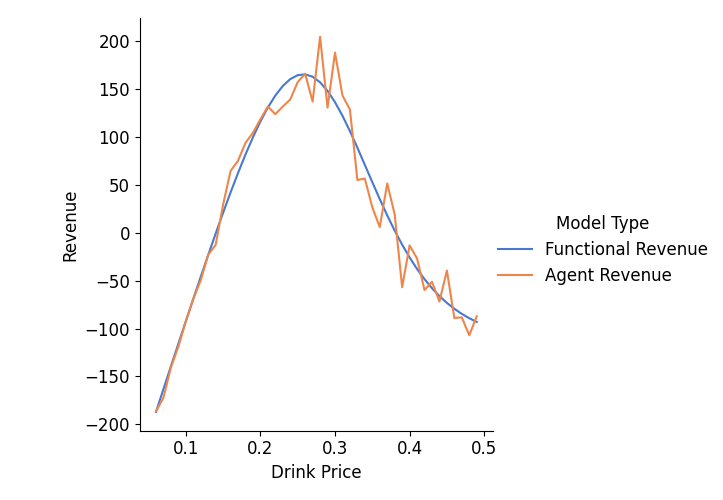 200
150
100
50
0
−50
−100
−150
−200
Revenue
0.1 0.2 0.3 0.4 0.5
Drink Price
Model Type
Functional Revenue
Agent Revenue